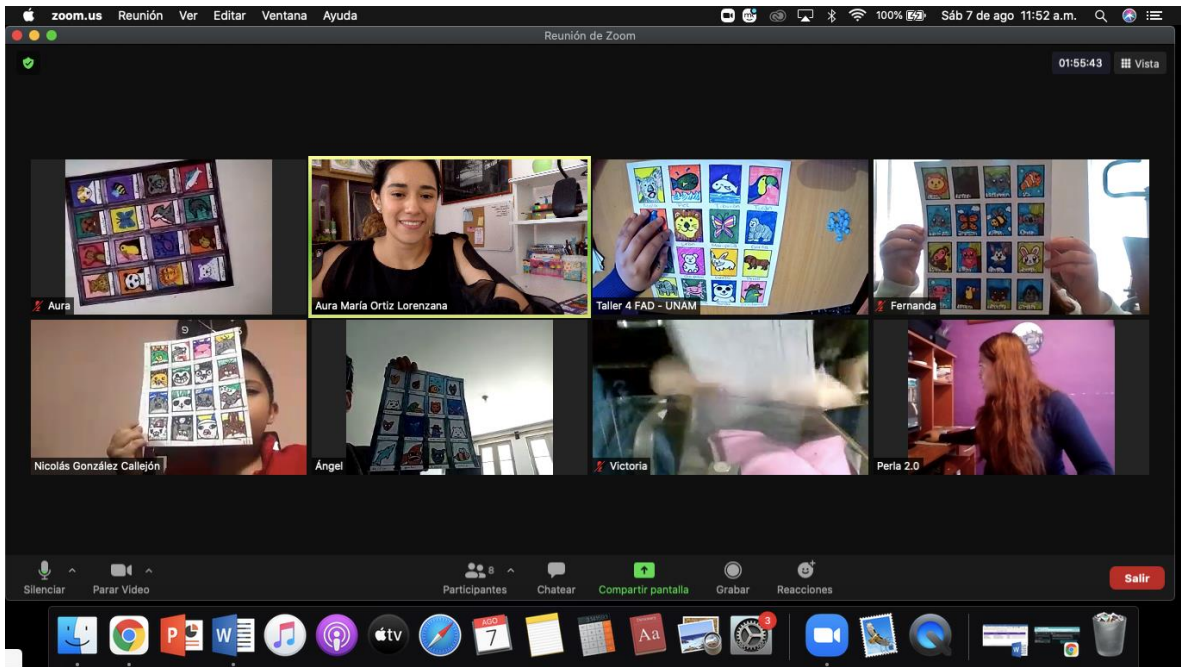 zoom.us Reunión Ver Editar Ventana Ayuda 100% Sáb 7 de ago 11:52 a.m.
Reunión de Zoom
01:55:43 Vista
Aura
Aura María Ortiz Lorenzana
Taller 4 FAD - UNAM
Fernanda
Nicolás González Callejón
Ángel
Victoria
Perla 2.0
Silenciar
Parar Video
Participantes 8
Chatear
Compartir pantalla
Grabar
Reacciones
Salir
P
W
tv
AGO
7
Aa
3